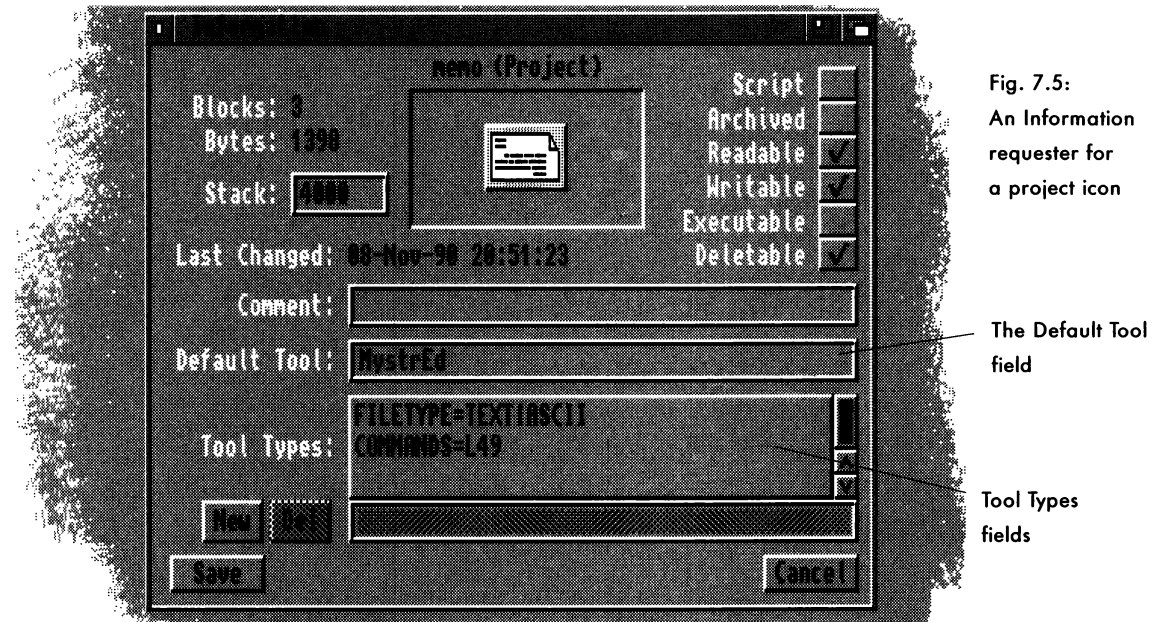 memo (Project)
Blocks: 3
Bytes: 1390
Stack: 4000
Script
Archived
Readable
Writable
Executable
Deletable
Last Changed: 08-Nov-90 20:51:23
Comment:
Default Tool: MystrEd
Tool Types: FILETYPE=TEXT|ASCII
COMMANDS=L49
New Del
Save Cancel
Fig. 7.5:
An Information
requester for
a project icon
The Default Tool
field
Tool Types
fields